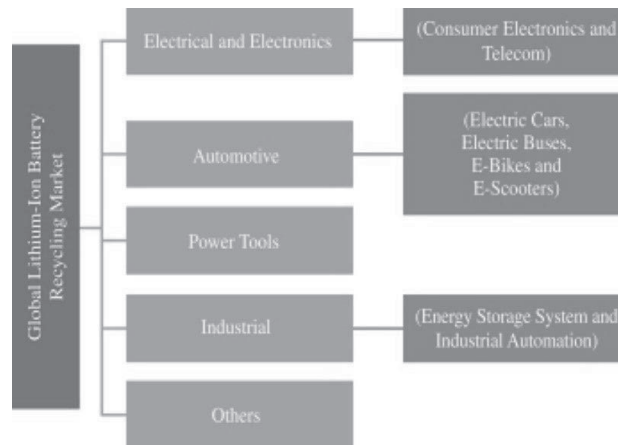 Global Lithium-Ion Battery
Recycling Market
Electrical and Electronics
(Consumer Electronics and
Telecom)
Automotive
(Electric Cars,
Electric Buses,
E-Bikes and
E-Scooters)
Power Tools
Industrial
(Energy Storage System and
Industrial Automation)
Others